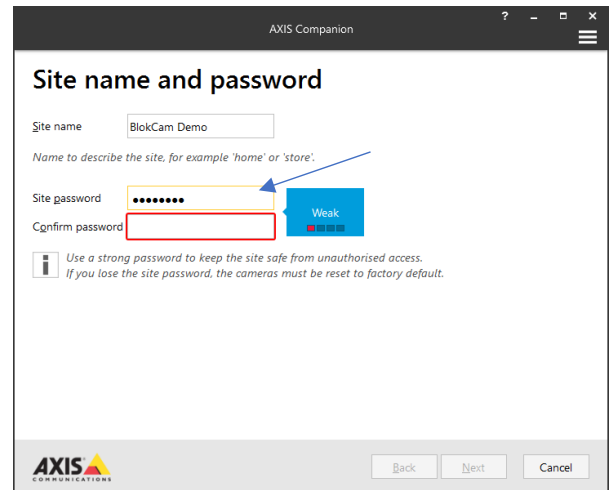 AXIS Companion
?
Site name and password
Site name
BlokCam Demo
Name to describe the site, for example 'home' or 'store'.
Site password
••••••••
Weak
Confirm password
i
Use a strong password to keep the site safe from unauthorised access.
If you lose the site password, the cameras must be reset to factory default.
AXIS
COMMUNICATIONS
Back
Next
Cancel